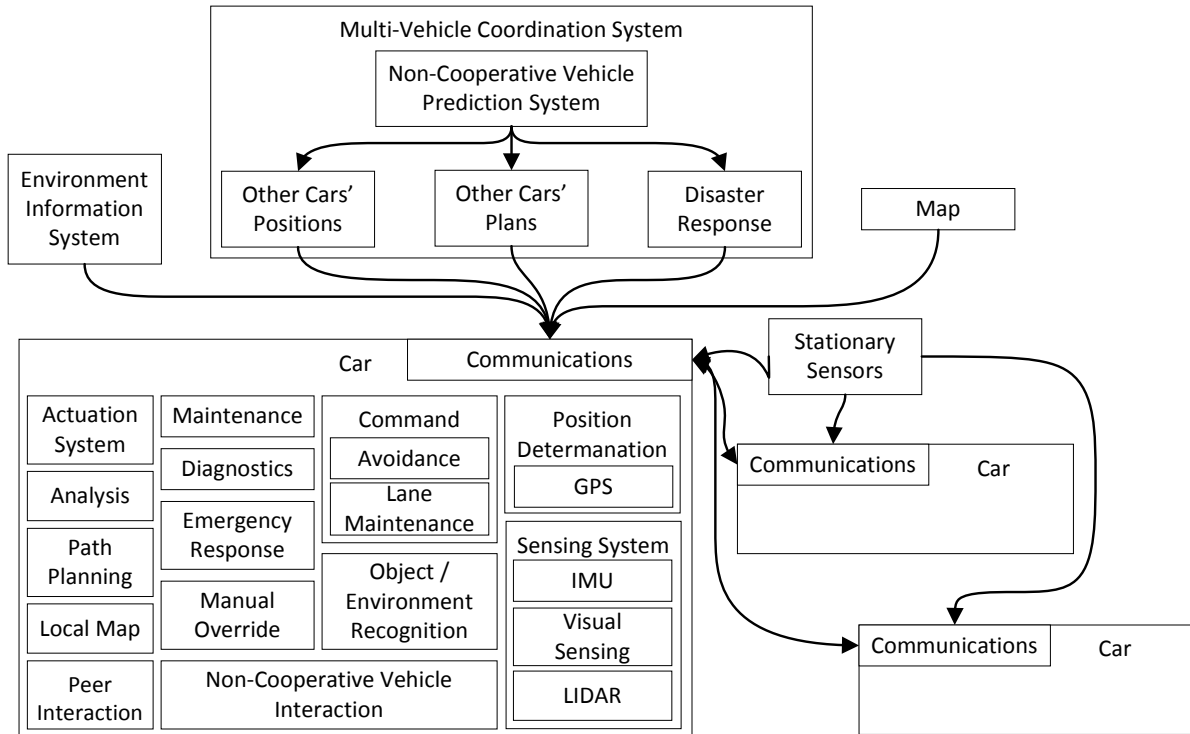 Multi-Vehicle Coordination System
Non-Cooperative Vehicle
Prediction System
Environment
Information
System
Other Cars’
Positions
Other Cars’
Plans
Disaster
Response
Map
Car
Communications
Stationary
Sensors
Actuation
System
Analysis
Path
Planning
Local Map
Peer
Interaction
Maintenance
Diagnostics
Emergency
Response
Manual
Override
Non-Cooperative Vehicle
Interaction
Command
Avoidance
Lane
Maintenance
Object /
Environment
Recognition
Position
Determanation
GPS
Sensing System
IMU
Visual
Sensing
LIDAR
Communications
Car
Communications
Car